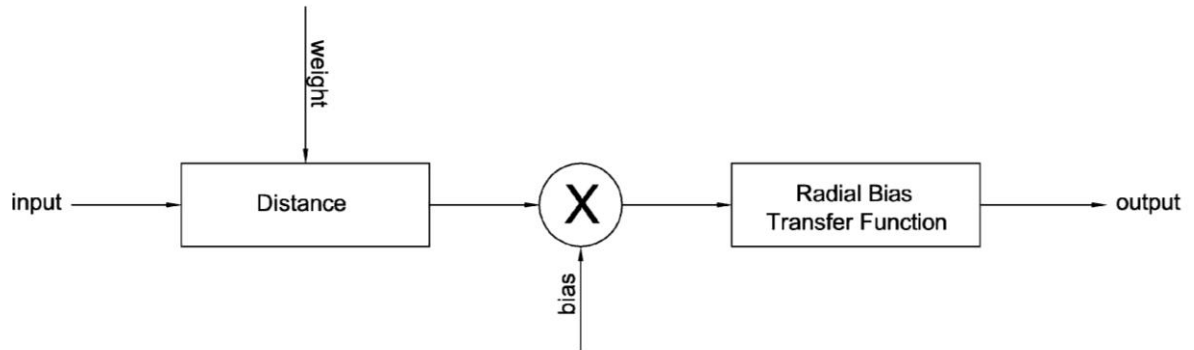 weight
input
Distance
X
Radial Bias
Transfer Function
output
bias